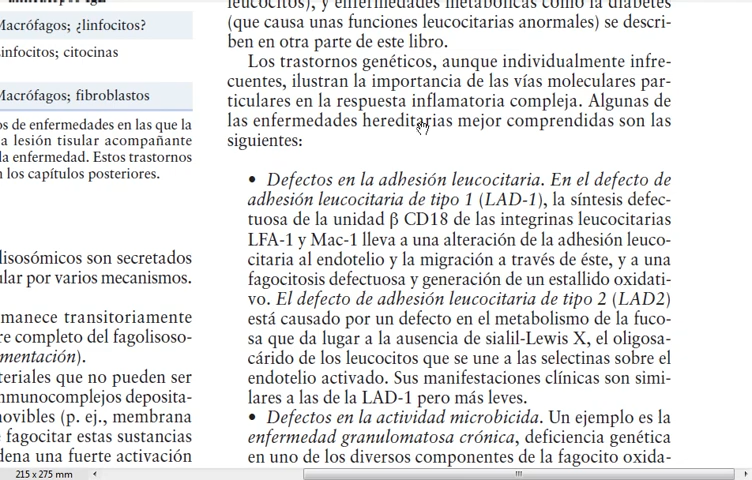 Macrófagos; ¿linfocitos?
Linfocitos; citocinas
Macrófagos; fibroblastos
os de enfermedades en las que la
a lesión tisular acompañante
la enfermedad. Estos trastornos
n los capítulos posteriores.
olisosómicos son secretados
ular por varios mecanismos.
manece transitoriamente
re completo del fagolisoso-
mentación).
teriales que no pueden ser
nmunocomplejos deposita-
movibles (p. ej., membrana
e fagocitar estas sustancias
dena una fuerte activación
leucocitos), y enfermedades metabólicas como la diabetes
(que causa unas funciones leucocitarias anormales) se descri-
ben en otra parte de este libro.
Los trastornos genéticos, aunque individualmente infre-
cuentes, ilustran la importancia de las vías moleculares par-
ticulares en la respuesta inflamatoria compleja. Algunas de
las enfermedades hereditarias mejor comprendidas son las
siguientes:
• Defectos en la adhesión leucocitaria. En el defecto de
adhesión leucocitaria de tipo 1 (LAD-1), la síntesis defec-
tuosa de la unidad β CD18 de las integrinas leucocitarias
LFA-1 y Mac-1 lleva a una alteración de la adhesión leuco-
citaria al endotelio y la migración a través de éste, y a una
fagocitosis defectuosa y generación de un estallido oxidati-
vo. El defecto de adhesión leucocitaria de tipo 2 (LAD2)
está causado por un defecto en el metabolismo de la fuco-
sa que da lugar a la ausencia de sialil-Lewis X, el oligosa-
cárido de los leucocitos que se une a las selectinas sobre el
endotelio activado. Sus manifestaciones clínicas son simi-
lares a las de la LAD-1 pero más leves.
• Defectos en la actividad microbicida. Un ejemplo es la
enfermedad granulomatosa crónica, deficiencia genética
en uno de los diversos componentes de la fagocito oxida-
215 x 275 mm